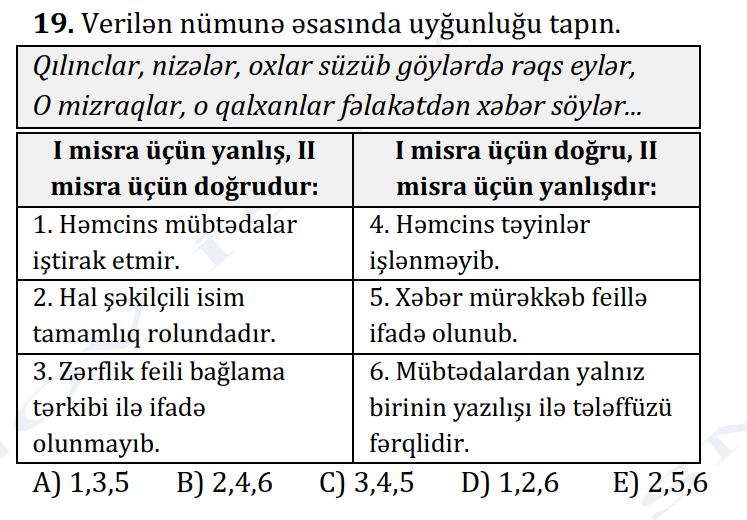 19. Verilən nümunə əsasında uyğunluğu tapın.
Qılınclar, nizələr, oxlar süzüb göylərdə rəqs eylər,
O mizraqlar, o qalxanlar fəlakətdən xəbər söylər...
I misra üçün yanlış, II
misra üçün doğrudur:
I misra üçün doğru, II
misra üçün yanlışdır:
1. Həmcins mübtədalar
iştirak etmir.
4. Həmcins təyinlər
işlənməyib.
2. Hal şəkilçili isim
tamamlıq rolundadır.
5. Xəbər mürəkkəb feillə
ifadə olunub.
3. Zərflik feili bağlama
tərkibi ilə ifadə
olunmayıb.
6. Mübtədalardan yalnız
birinin yazılışı ilə tələffüzü
fərqlidir.
A) 1,3,5 B) 2,4,6 C) 3,4,5 D) 1,2,6 E) 2,5,6